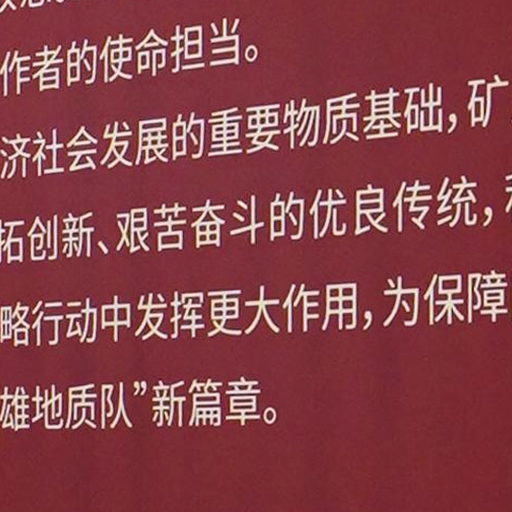 作者的使命担当。
济社会发展的重要物质基础，矿
拓创新、艰苦奋斗的优良传统，
略行动中发挥更大作用，为保障
雄地质队”新篇章。